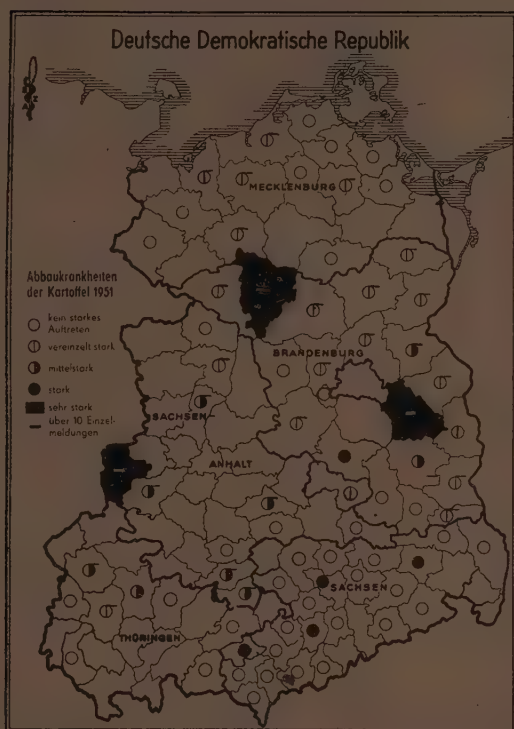 Deutsche Demokratische Republik
MECKLENBURG
Abbaukrankheiten
der Kartoffel 1951
kein starkes
Auftreten
vereinzelt stark
mittelstark
stark
sehr stark
über 10 Einzel-
meldungen
BRANDENBURG
SACHSEN-
ANHALT
SACHSEN
THÜRINGEN